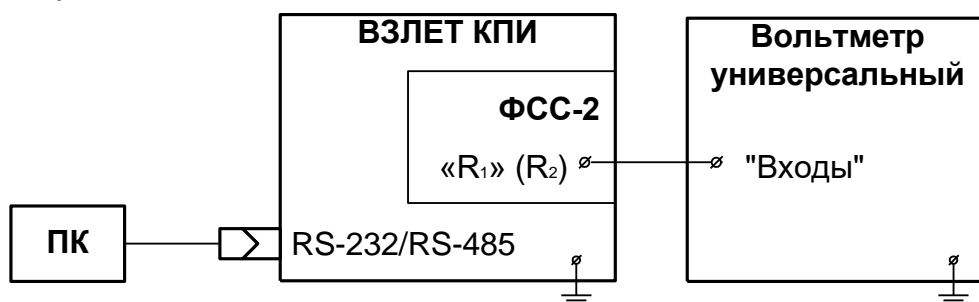 ВЗЛЕТ КПИ
ФСС-2
«R₁» (R₂)
Вольтметр
универсальный
"Входы"
ПК
RS-232/RS-485